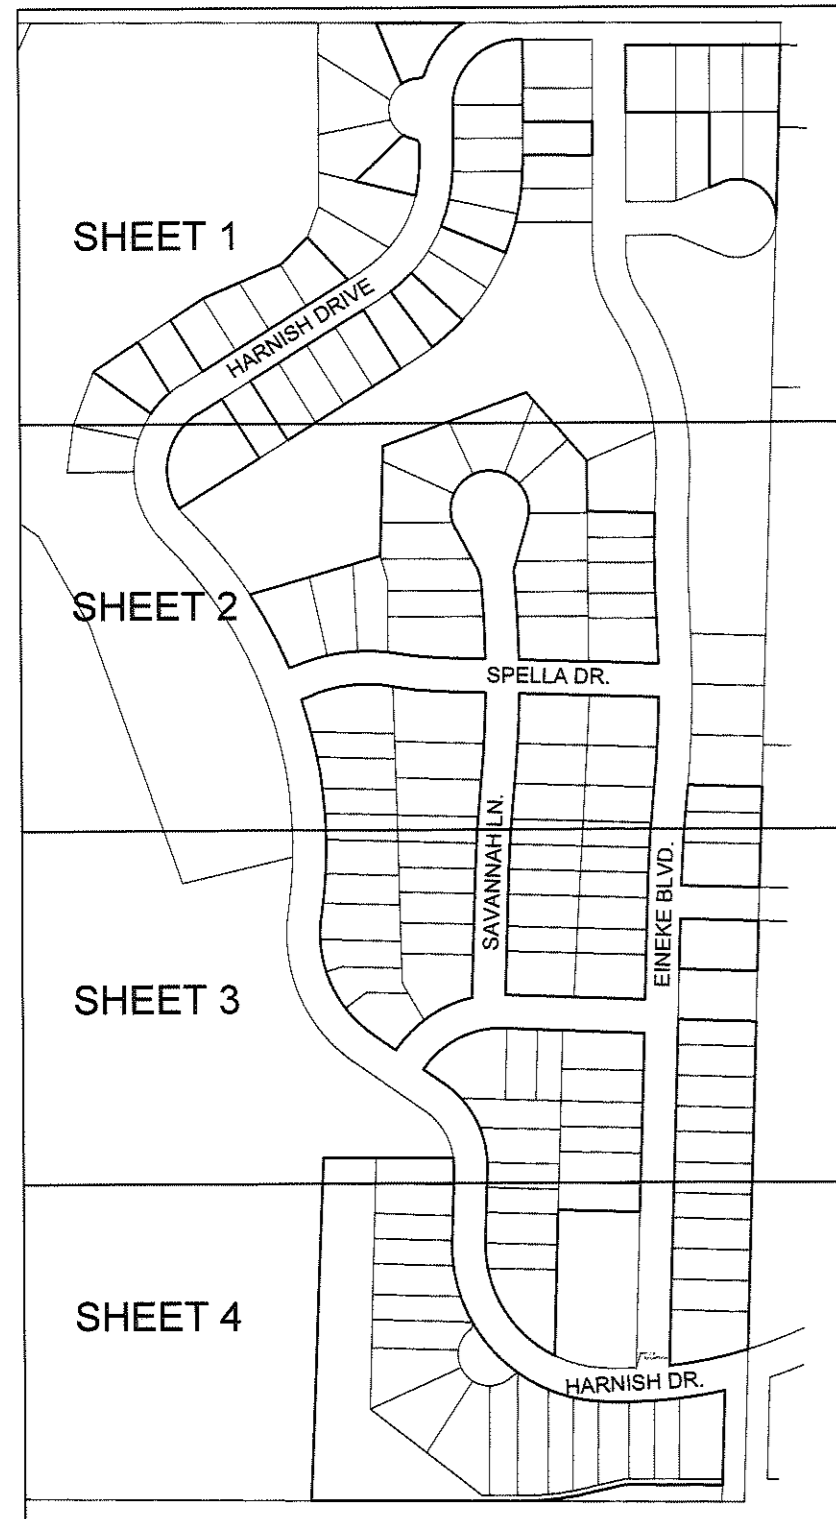 SHEET 1
HARNISH DRIVE
SHEET 2
SPELLA DR.
SAVANNAH LN.
EINEKE BLVD.
SHEET 3
SHEET 4
HARNISH DR.